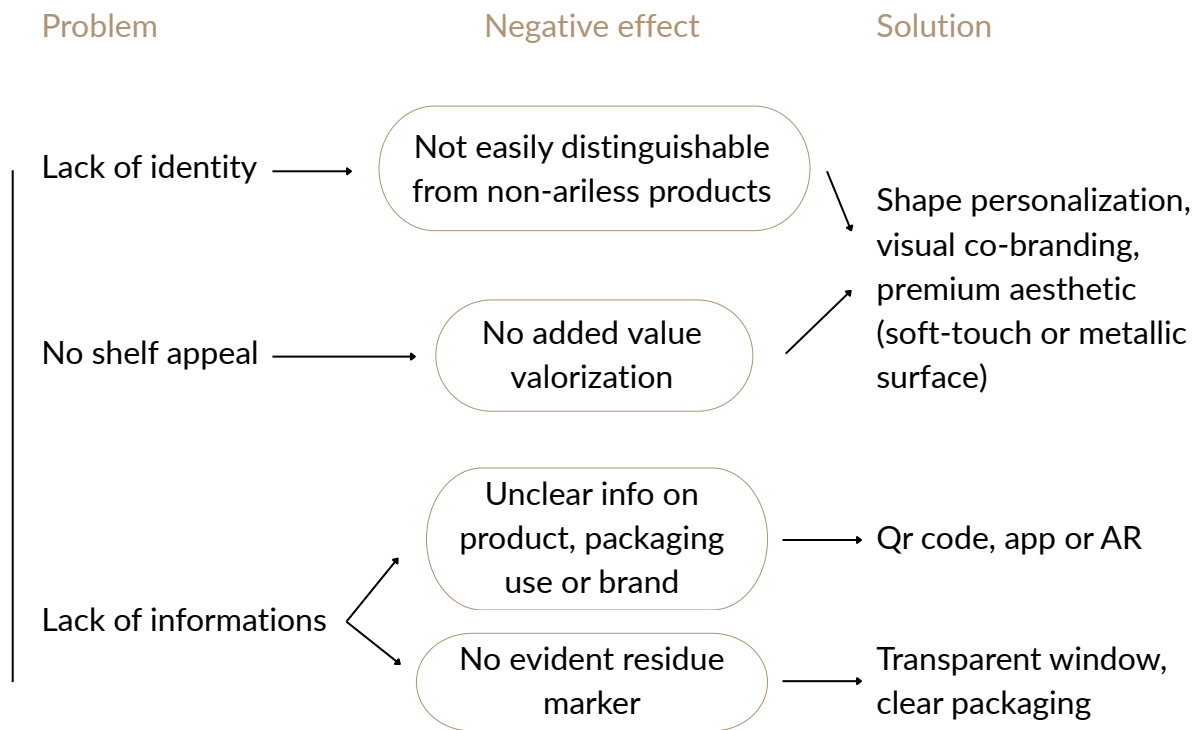 Problem
Negative effect
Solution
Lack of identity
Not easily distinguishable
from non-ariless products
Shape personalization,
visual co-branding,
premium aesthetic
(soft-touch or metallic
surface)
No shelf appeal
No added value
valorization
Lack of informations
Unclear info on
product, packaging
use or brand
Qr code, app or AR
No evident residue
marker
Transparent window,
clear packaging